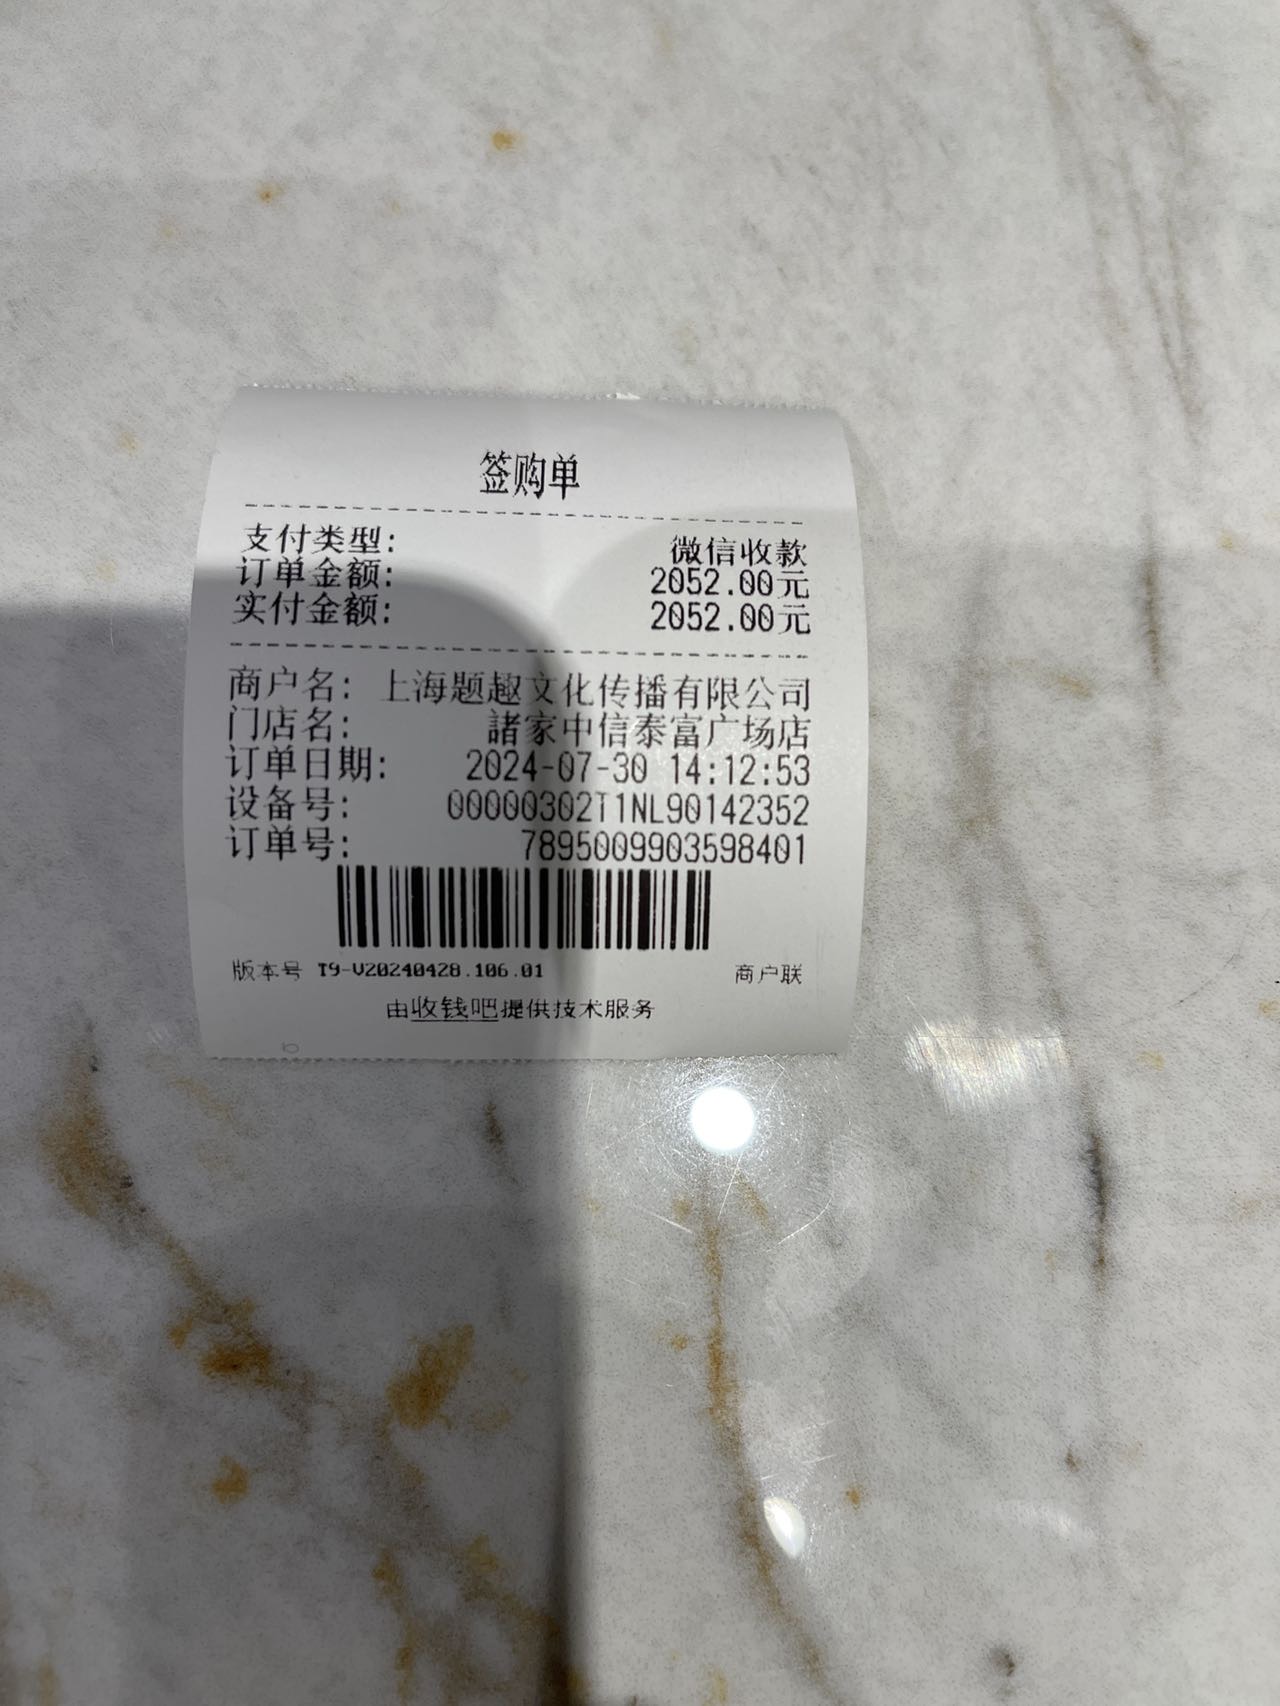 签购单
支付类型: 微信收款
订单金额: 2052.00元
实付金额: 2052.00元
商户名: 上海题趣文化传播有限公司
门店名: 諸家中信泰富广场店
订单日期: 2024-07-30 14:12:53
设备号: 00000302T1NL90142352
订单号: 7895009903598401
版本号 T9-V20240428.106.01 商户联
由收钱吧提供技术服务